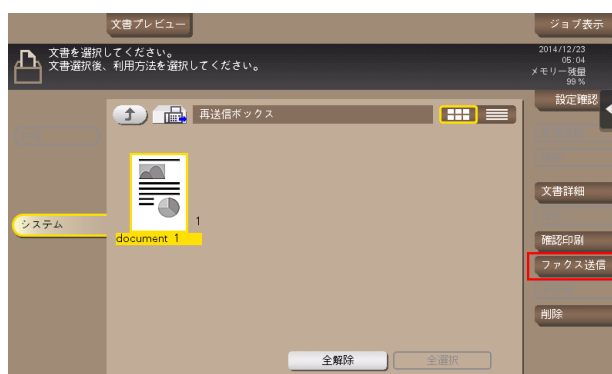 文書プレビュー
ジョブ表示
文書を選択してください。
文書選択後、利用方法を選択してください。
2014/12/23
05:04
メモリー残量
99 %
設定確認
再送信ボックス
文書詳細
1
システム
document 1
確認印刷
ファクス送信
削除
全解除
全選択